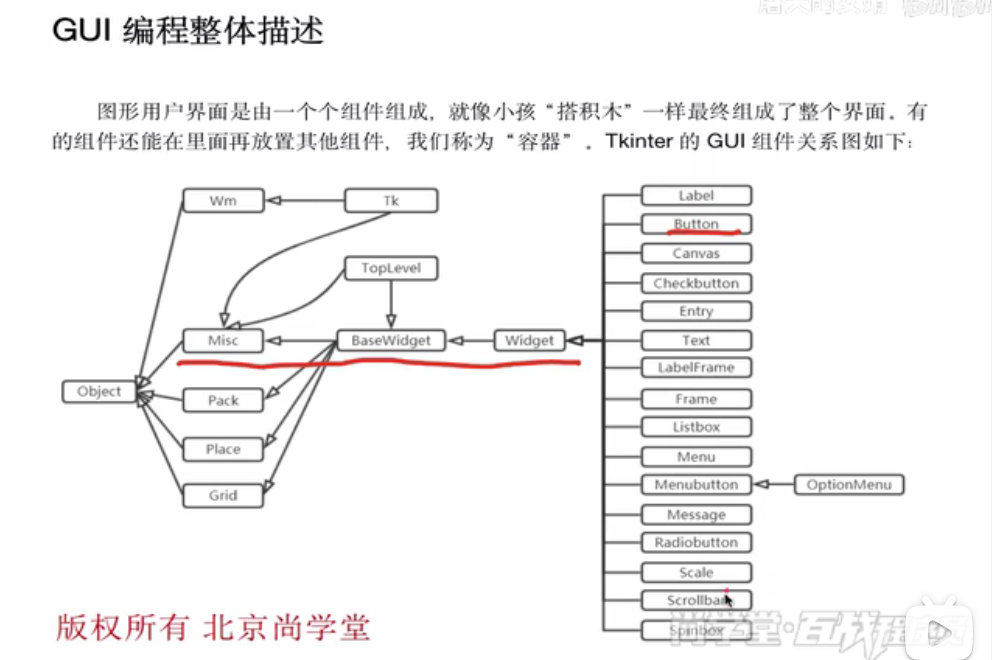 GUI 编程整体描述
图形用户界面是由一个个组件组成，就像小孩“搭积木”一样最终组成了整个界面。有
的组件还能在里面再放置其他组件，我们称为“容器”。Tkinter 的 GUI 组件关系图如下：
Wm
Tk
TopLevel
Misc
BaseWidget
Widget
Object
Pack
Place
Grid
Label
Button
Canvas
Checkbutton
Entry
Text
LabelFrame
Frame
Listbox
Menu
Menubutton
OptionMenu
Message
Radiobutton
Scale
Scrollbar
Spinbox
版权所有 北京尚学堂